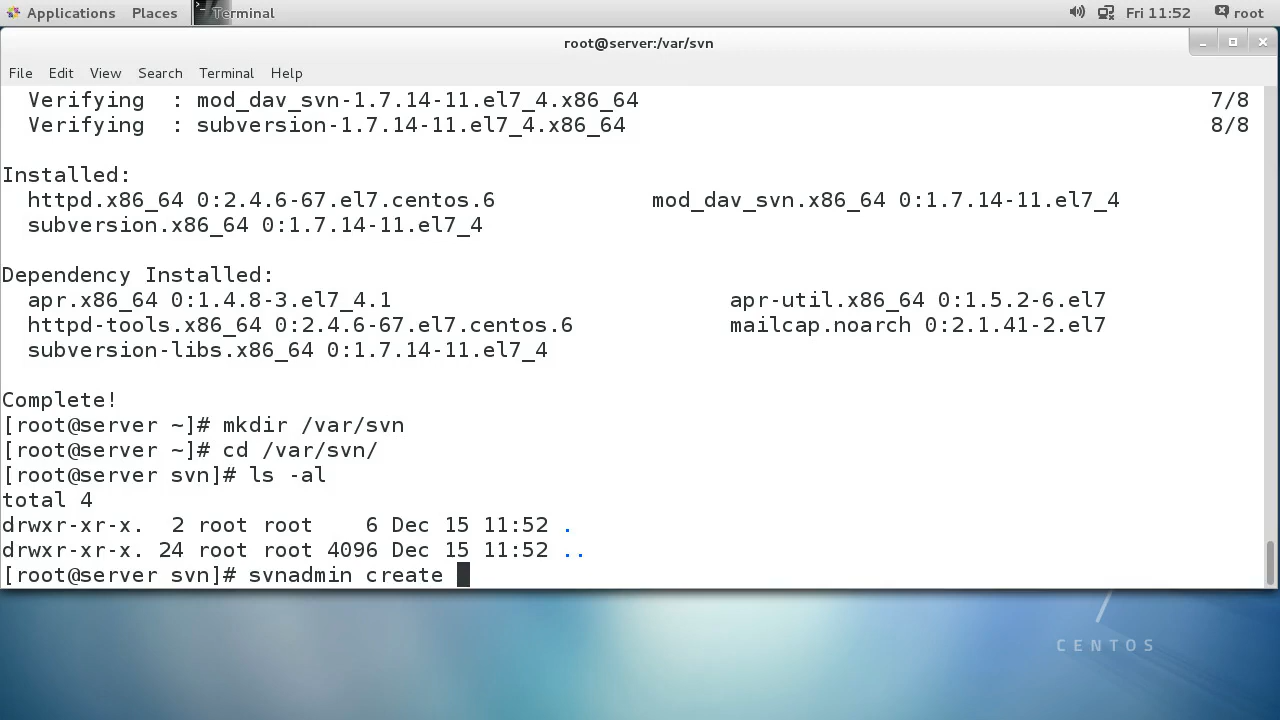 Applications Places Terminal Fri 11:52 root
root@server:/var/svn
File Edit View Search Terminal Help
Verifying : mod_dav_svn-1.7.14-11.el7_4.x86_64 7/8
Verifying : subversion-1.7.14-11.el7_4.x86_64 8/8
Installed:
httpd.x86_64 0:2.4.6-67.el7.centos.6 mod_dav_svn.x86_64 0:1.7.14-11.el7_4
subversion.x86_64 0:1.7.14-11.el7_4
Dependency Installed:
apr.x86_64 0:1.4.8-3.el7_4.1 apr-util.x86_64 0:1.5.2-6.el7
httpd-tools.x86_64 0:2.4.6-67.el7.centos.6 mailcap.noarch 0:2.1.41-2.el7
subversion-libs.x86_64 0:1.7.14-11.el7_4
Complete!
[root@server ~]# mkdir /var/svn
[root@server ~]# cd /var/svn/
[root@server svn]# ls -al
total 4
drwxr-xr-x. 2 root root 6 Dec 15 11:52 .
drwxr-xr-x. 24 root root 4096 Dec 15 11:52 ..
[root@server svn]# svnadmin create
CENTOS